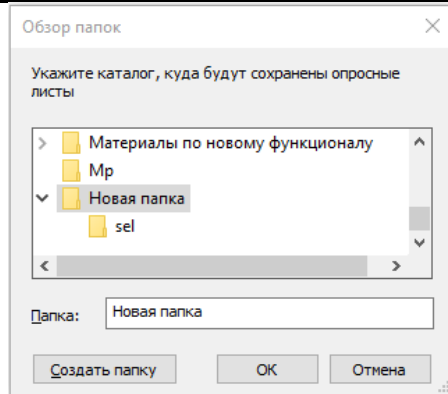 Обзор папок
Укажите каталог, куда будут сохранены опросные
листы
Материалы по новому функционалу
Мр
Новая папка
sel
Папка: Новая папка
Создать папку ОК Отмена